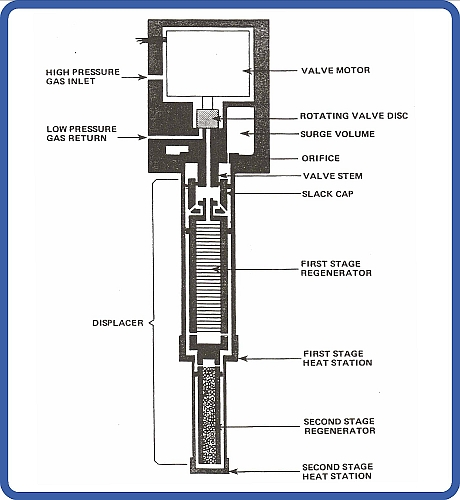 HIGH PRESSURE
GAS INLET
LOW PRESSURE
GAS RETURN
VALVE MOTOR
ROTATING VALVE DISC
SURGE VOLUME
ORIFICE
VALVE STEM
SLACK CAP
FIRST STAGE
REGENERATOR
DISPLACER
FIRST STAGE
HEAT STATION
SECOND STAGE
REGENERATOR
SECOND STAGE
HEAT STATION